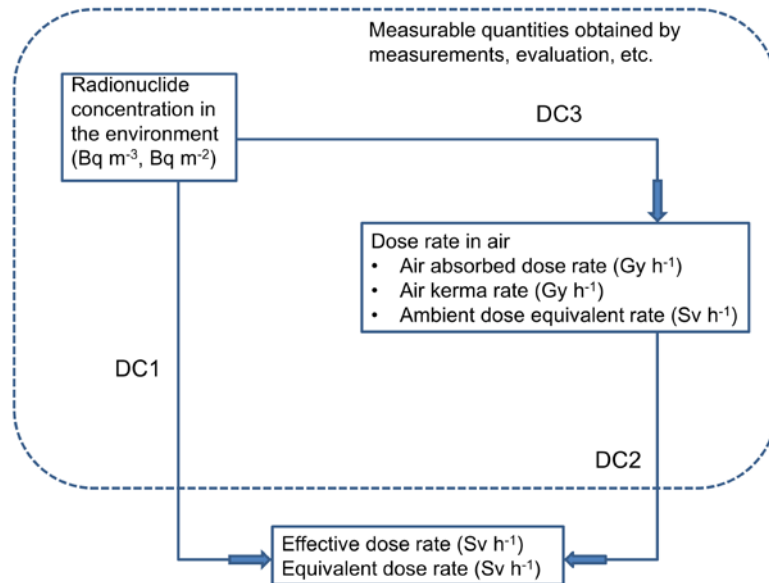 Measurable quantities obtained by
measurements, evaluation, etc.
Radionuclide
concentration in
the environment
(Bq m⁻³, Bq m⁻²)
DC3
Dose rate in air
• Air absorbed dose rate (Gy h⁻¹)
• Air kerma rate (Gy h⁻¹)
• Ambient dose equivalent rate (Sv h⁻¹)
DC1
DC2
Effective dose rate (Sv h⁻¹)
Equivalent dose rate (Sv h⁻¹)